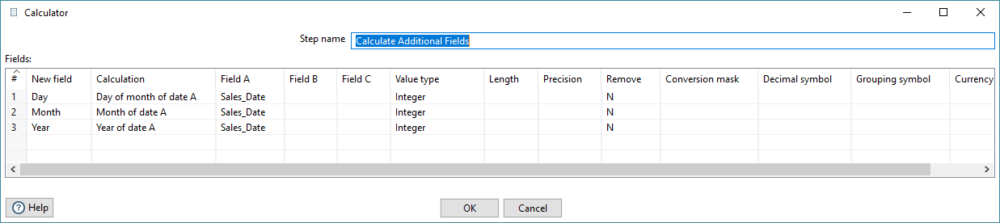 Calculator
Step name Calculate Additional Fields
Fields:
# New field Calculation Field A Field B Field C Value type Length Precision Remove Conversion mask Decimal symbol Grouping symbol Currency
1 Day Day of month of date A Sales_Date Integer N
2 Month Month of date A Sales_Date Integer N
3 Year Year of date A Sales_Date Integer N
? Help OK Cancel